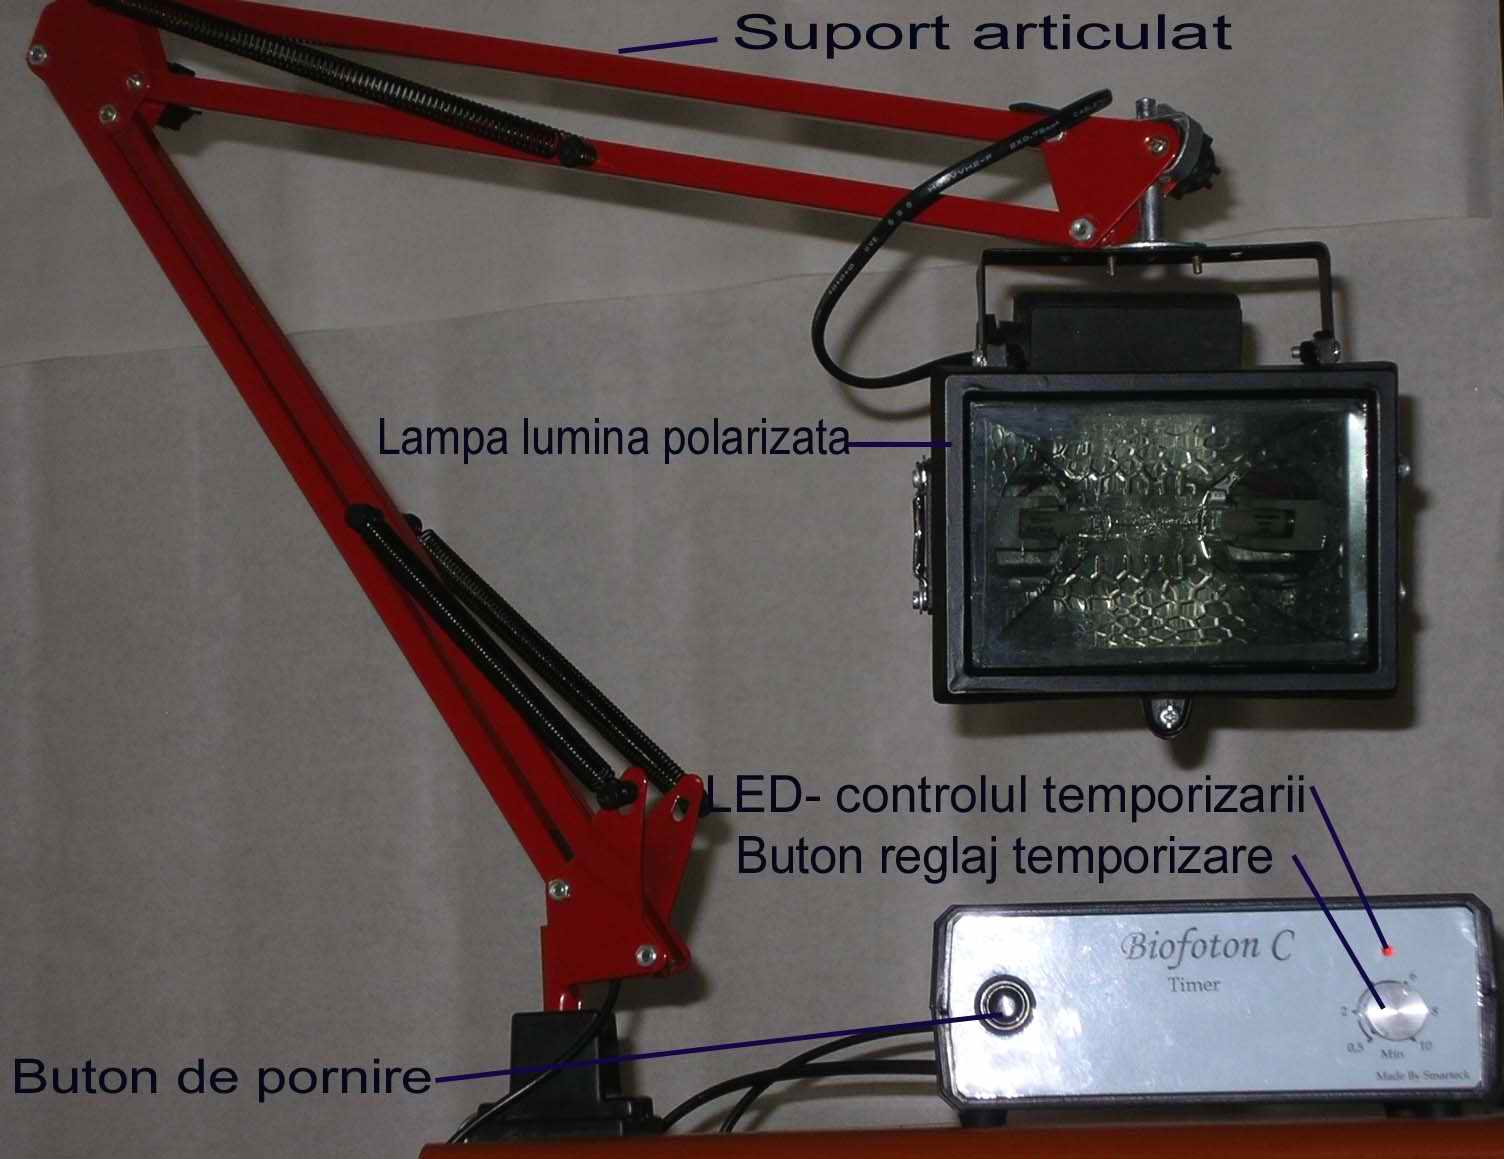 Suport articulat
Lampa lumina polarizata
LED- controlul temporizarii
Buton reglaj temporizare
Buton de pornire
Biofoton C
Timer
6
2
8
0,5
Min
10
Made By Smarteck